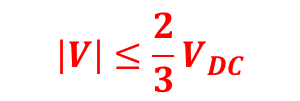 |V| ≤ 2/3 V_DC